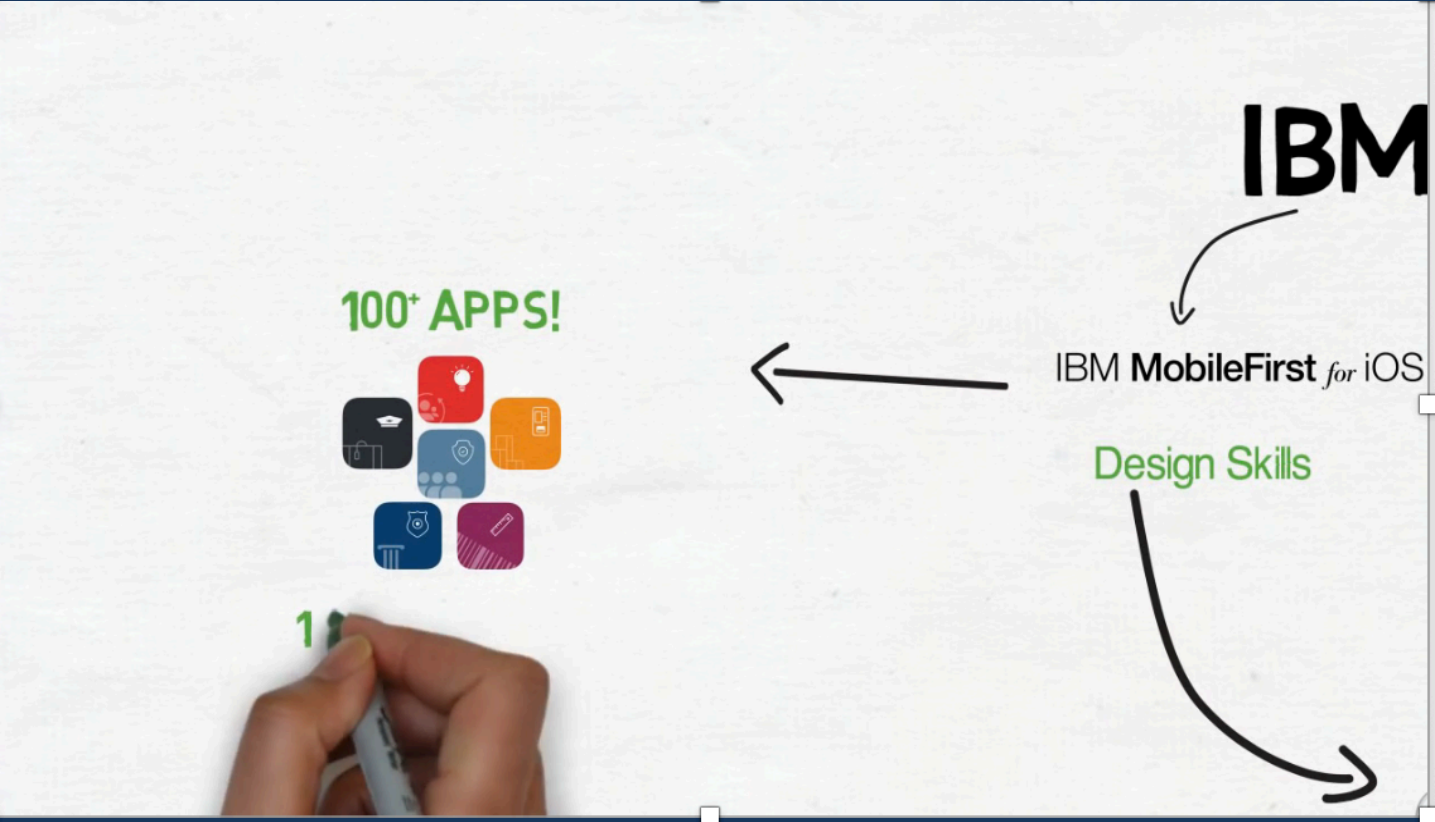 IBM
100+ APPS!
IBM MobileFirst for iOS
Design Skills
1